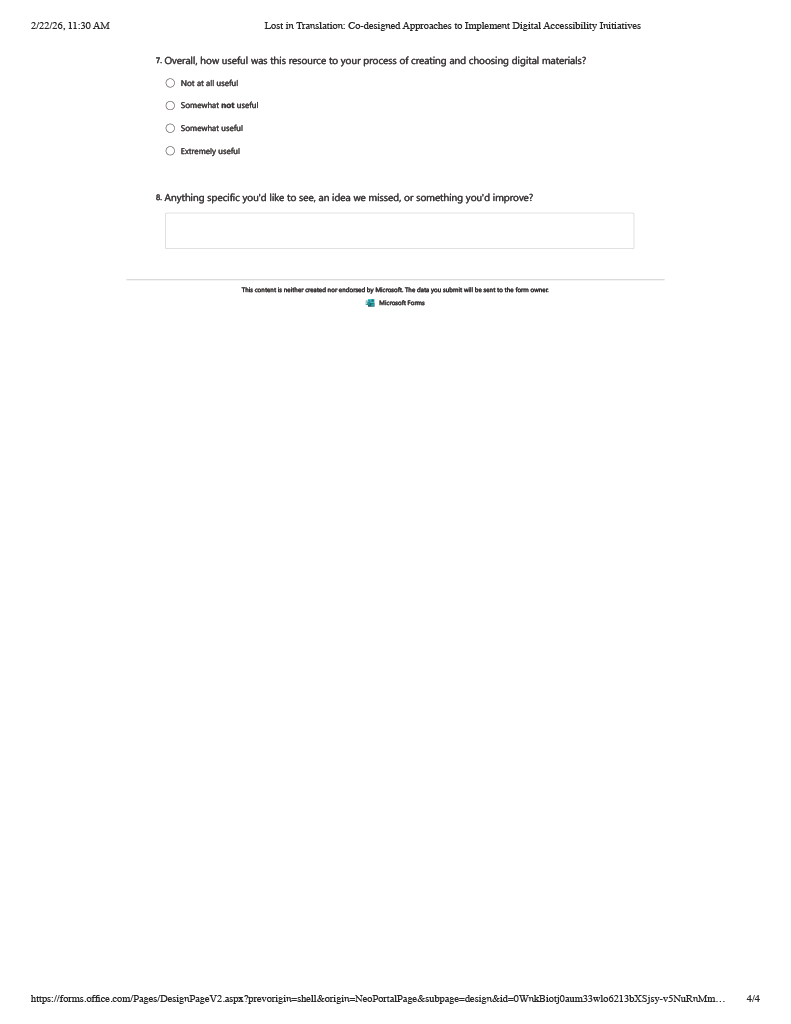 2/22/26, 11:30 AM Lost in Translation: Co-designed Approaches to Implement Digital Accessibility Initiatives
7. Overall, how useful was this resource to your process of creating and choosing digital materials?
Not at all useful
Somewhat not useful
Somewhat useful
Extremely useful
8. Anything specific you'd like to see, an idea we missed, or something you'd improve?
This content is neither created nor endorsed by Microsoft. The data you submit will be sent to the form owner.
Microsoft Forms
https://forms.office.com/Pages/DesignPageV2.aspx?prevorigin=shell&origin=NeoPortalPage&subpage=design&id=0WnkBiotj0aum33wlo6213bXSjsy-v5NuRnMm… 4/4